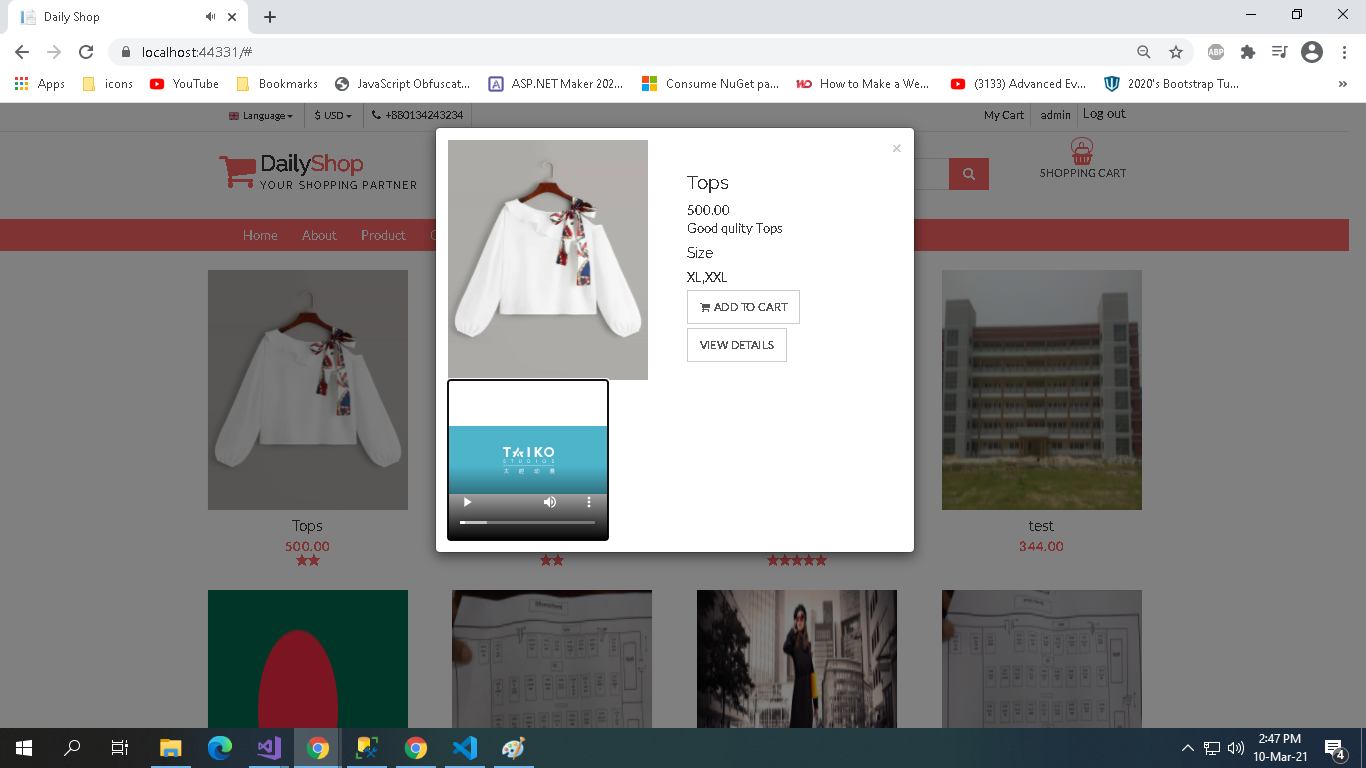 Daily Shop
localhost:44331/#
ABP
Apps
icons
YouTube
Bookmarks
JavaScript Obfuscat...
ASP.NET Maker 202...
Consume NuGet pa...
How to Make a We...
(3133) Advanced Ev...
2020's Bootstrap Tu...
Language
$ USD
+880134243234
My Cart
admin
Log out
DailyShop
YOUR SHOPPING PARTNER
SHOPPING CART
Home
About
Product
×
Tops
500.00
Good qulity Tops
Size
XL,XXL
ADD TO CART
VIEW DETAILS
TAIKO
STUDIOS
Tops
500.00
test
344.00
2:47 PM
10-Mar-21
4